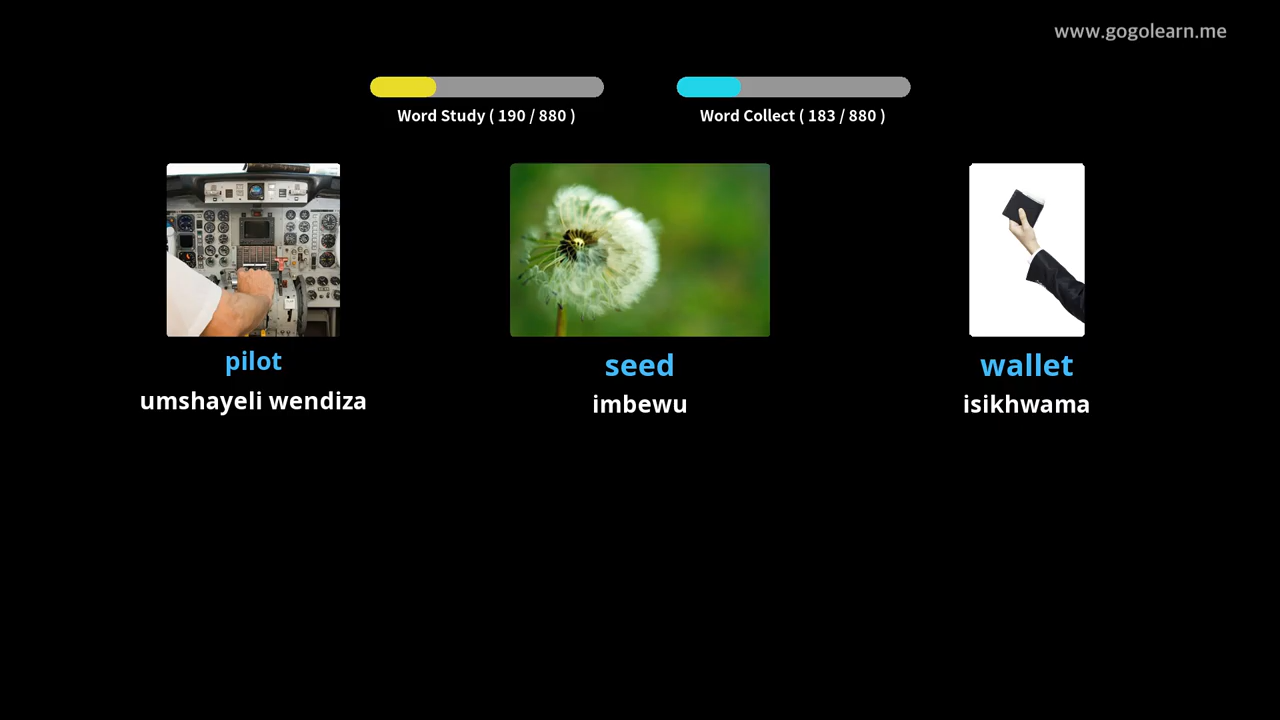 www.gogolearn.me
Word Study ( 190 / 880 )
Word Collect ( 183 / 880 )
pilot
umshayeli wendiza
seed
imbewu
wallet
isikhwama